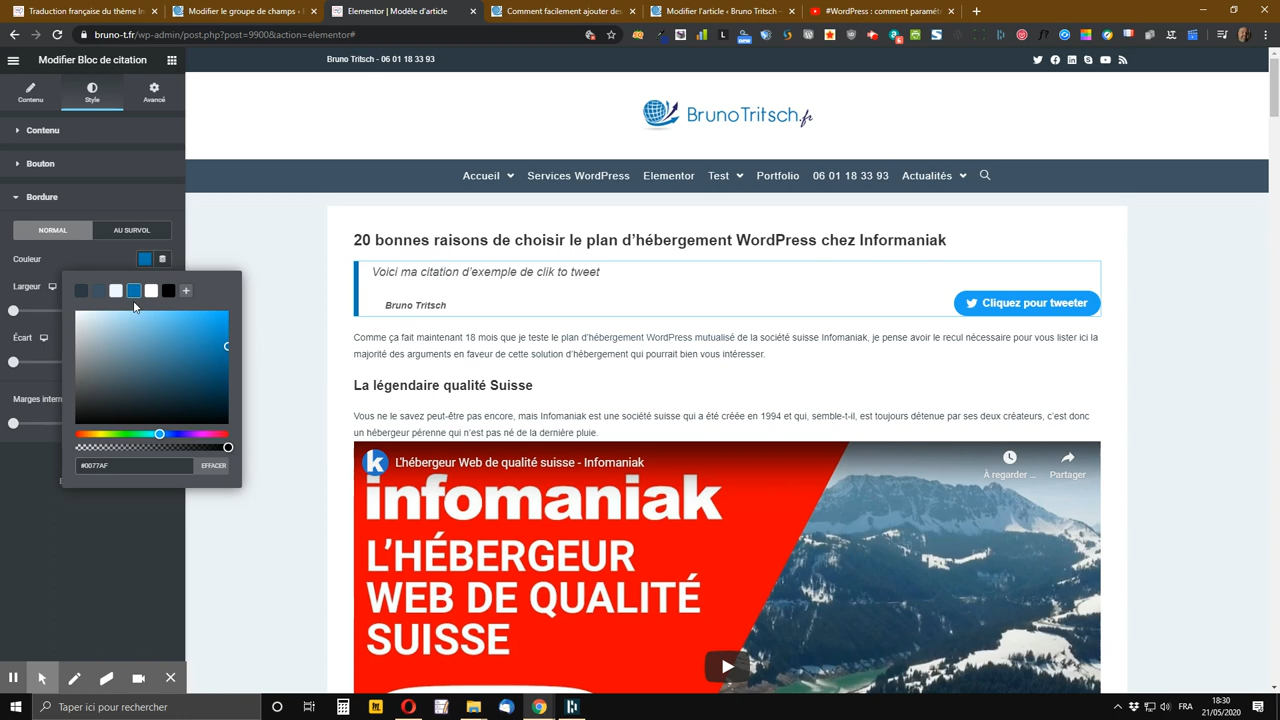 Traduction de thème In
Modifier groupe de champs
Modifier l'article
Comment créer et effectuer des
Modifier l'article « Comment c
#WordPress comment ajouter
bruno-t.fr/wp-admin/post.php?post=9900&action=elementor#
Modifier Bloc de citation
Bruno Tritsch - 06 01 18 33 93
Contenu
Style
Avancé
BrunoTritsch.fr
Contenu
Bouton
Accueil
Services WordPress
Elementor
Test
Portfolio
06 01 18 33 93
Actualités
Bordure
NORMAL
AU SURVOL
20 bonnes raisons de choisir le plan d'hébergement WordPress chez Informaniak
Couleur
Voici ma citation d'exemple de clik to tweet
Largeur
Bruno Tritsch
Cliquez pour tweeter
Écart
Comme ça fait maintenant 18 mois que je teste le plan d'hébergement WordPress mutualisé de la société suisse Infomaniak, je pense avoir le recul nécessaire pour vous lister ici la
majorité des arguments en faveur de cette solution d'hébergement qui pourrait bien vous intéresser.
La légendaire qualité Suisse
Marges intern
Vous ne le savez peut-être pas encore, mais Infomaniak est une société suisse qui a été créée en 1994 et qui, semble-t-il, est toujours détenue par ses deux créateurs, c'est donc
un hébergeur pérenne qui n'est pas né de la dernière pluie.
#0077AF
EFFACER
k
L'hébergeur Web de qualité suisse - Infomaniak
À regarder ...
Partager
infomaniak
L'HÉBERGEUR
WEB DE QUALITÉ
SUISSE
Taper ici pour rechercher
FRA
18:30
21/05/2020